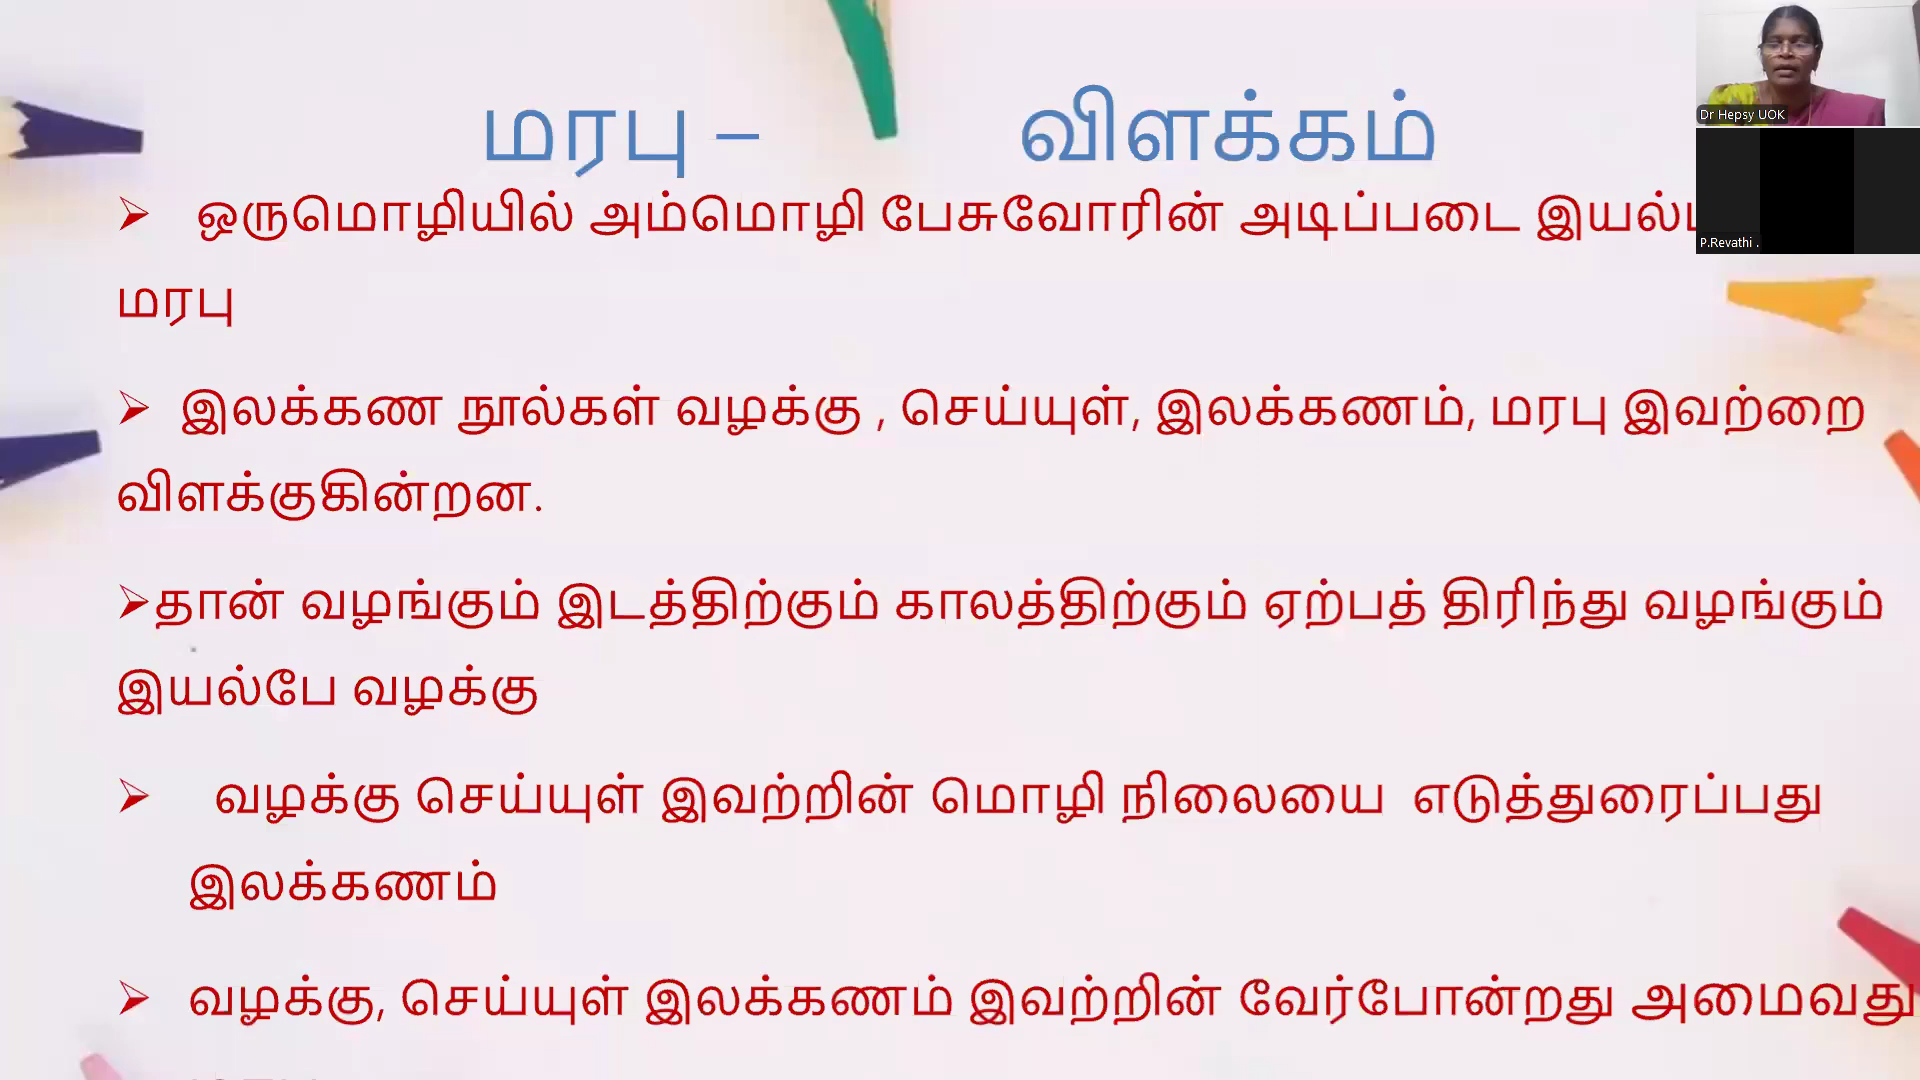 மரபு – விளக்கம்
➢ ஒருமொழியில் அம்மொழி பேசுவோரின் அடிப்படை
மரபு
➢ இலக்கண நூல்கள் வழக்கு , செய்யுள், இலக்கணம், மரபு இவற்றை
விளக்குகின்றன.
➢தான் வழங்கும் இடத்திற்கும் காலத்திற்கும் ஏற்பத் திரிந்து வழங்கும்
இயல்பே வழக்கு
➢ வழக்கு செய்யுள் இவற்றின் மொழி நிலையை எடுத்துரைப்பது
இலக்கணம்
➢ வழக்கு, செய்யுள் இலக்கணம் இவற்றின் வேர்போன்றது அமைவது
Dr Hepsy UOK
P.Revathi .